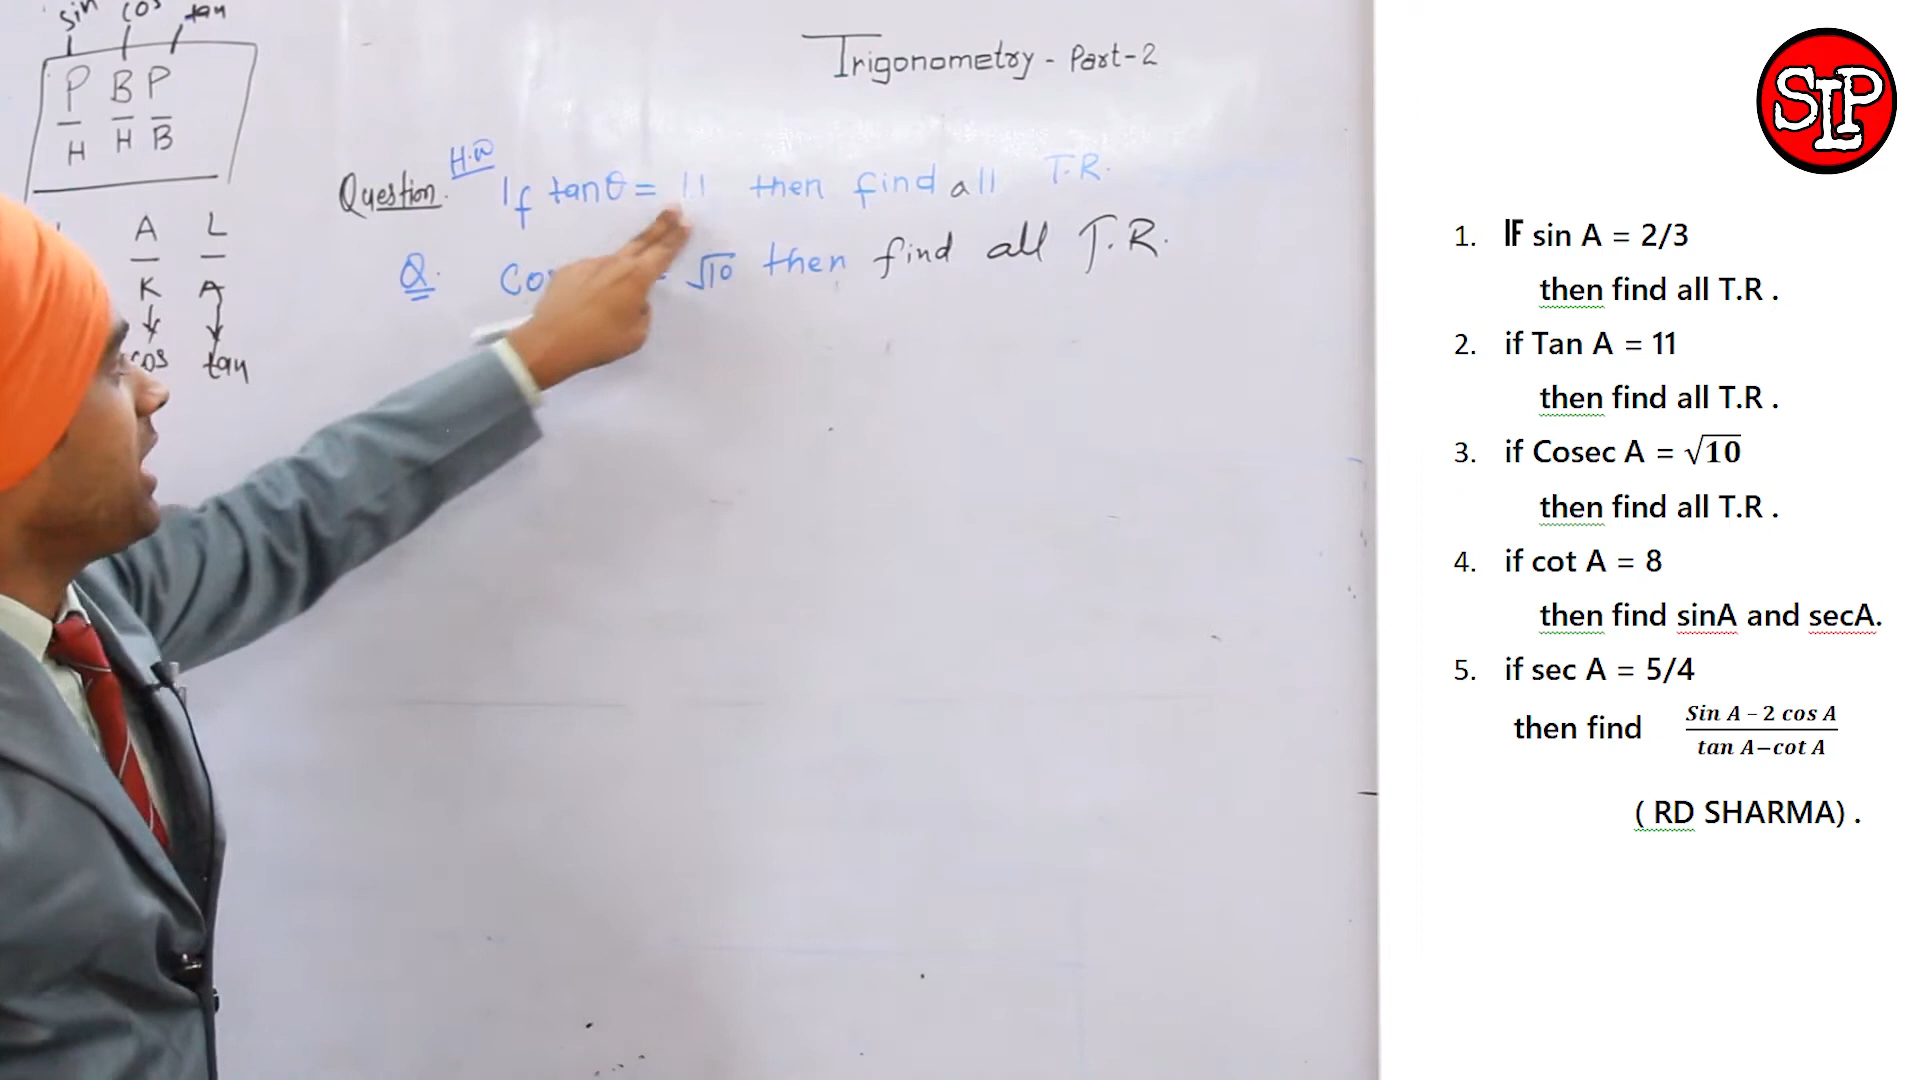 sin cos tan
P B P
H H B
A L
K A
cos tan
Trigonometry - Part-2
Question. H.W If tanθ = 11 then find all T.R.
Q. = √10 then find all T.R.
SLP
1. IF sin A = 2/3
then find all T.R .
2. if Tan A = 11
then find all T.R .
3. if Cosec A = √10
then find all T.R .
4. if cot A = 8
then find sinA and secA.
5. if sec A = 5/4
then find Sin A – 2 cos A
tan A–cot A
( RD SHARMA) .